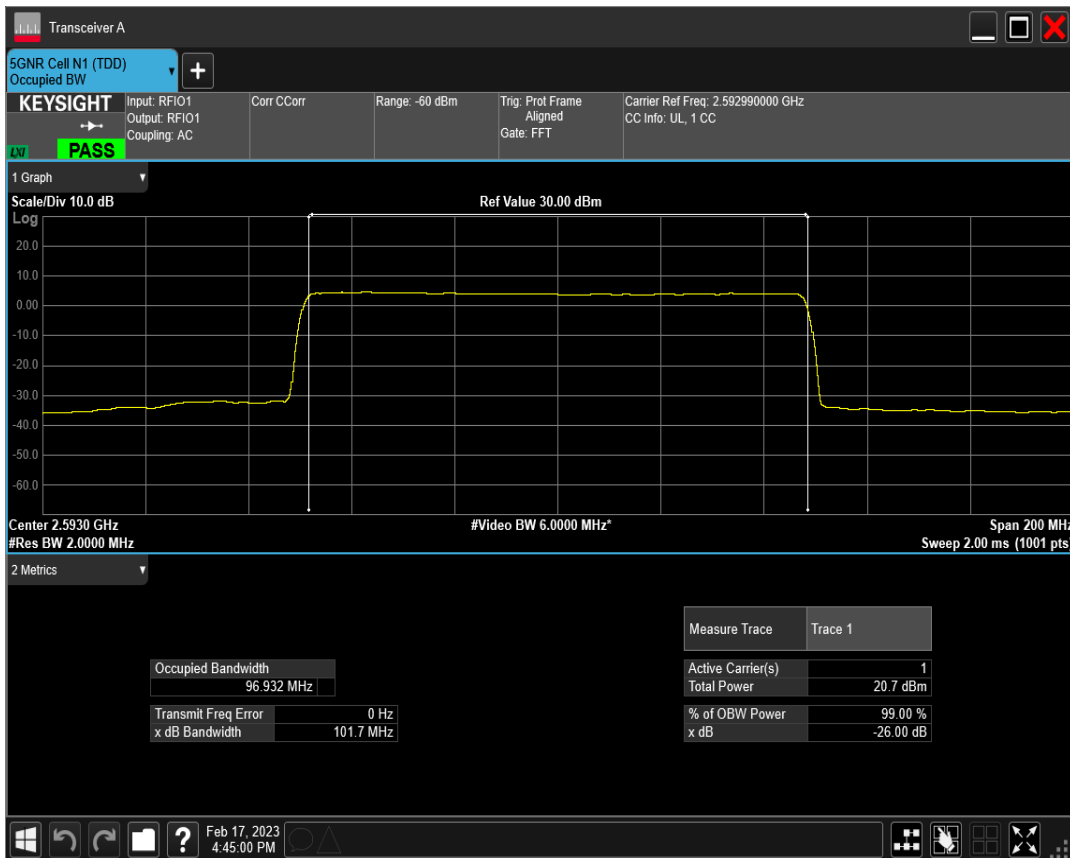 Transceiver A
5GNR Cell N1 (TDD)
Occupied BW
+
KEYSIGHT
LXI
PASS
Input: RFIO1
Output: RFIO1
Coupling: AC
Corr CCorr
Range: -60 dBm
Trig: Prot Frame
Aligned
Gate: FFT
Carrier Ref Freq: 2.592990000 GHz
CC Info: UL, 1 CC
1 Graph
Scale/Div 10.0 dB
Ref Value 30.00 dBm
Log
20.0
10.0
0.00
-10.0
-20.0
-30.0
-40.0
-50.0
-60.0
Center 2.5930 GHz
#Video BW 6.0000 MHz*
Span 200 MHz
#Res BW 2.0000 MHz
Sweep 2.00 ms (1001 pts)
2 Metrics
Measure Trace Trace 1
Occupied Bandwidth
96.932 MHz
Active Carrier(s) 1
Total Power 20.7 dBm
Transmit Freq Error 0 Hz
x dB Bandwidth 101.7 MHz
% of OBW Power 99.00 %
x dB -26.00 dB
?
Feb 17, 2023
4:45:00 PM